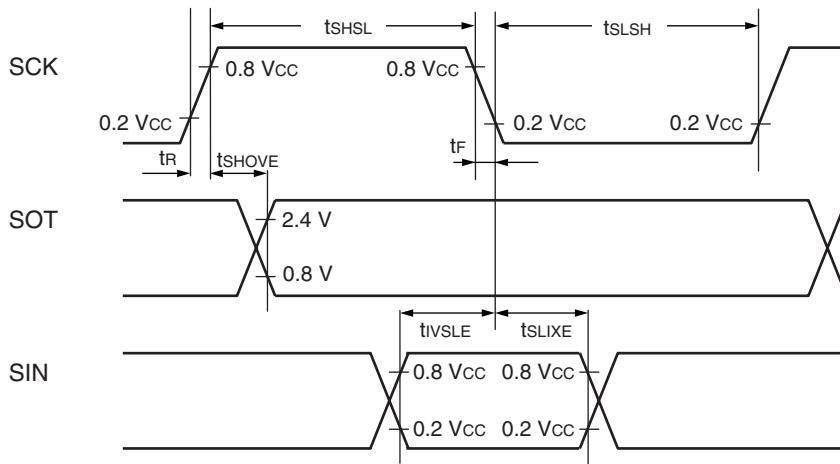 tSHSL
tSLSH
SCK
0.8 VCC
0.8 VCC
0.2 VCC
0.2 VCC
0.2 VCC
tR
tSHOVE
tF
SOT
2.4 V
0.8 V
tIVSLE
tSLIXE
SIN
0.8 VCC
0.8 VCC
0.2 VCC
0.2 VCC